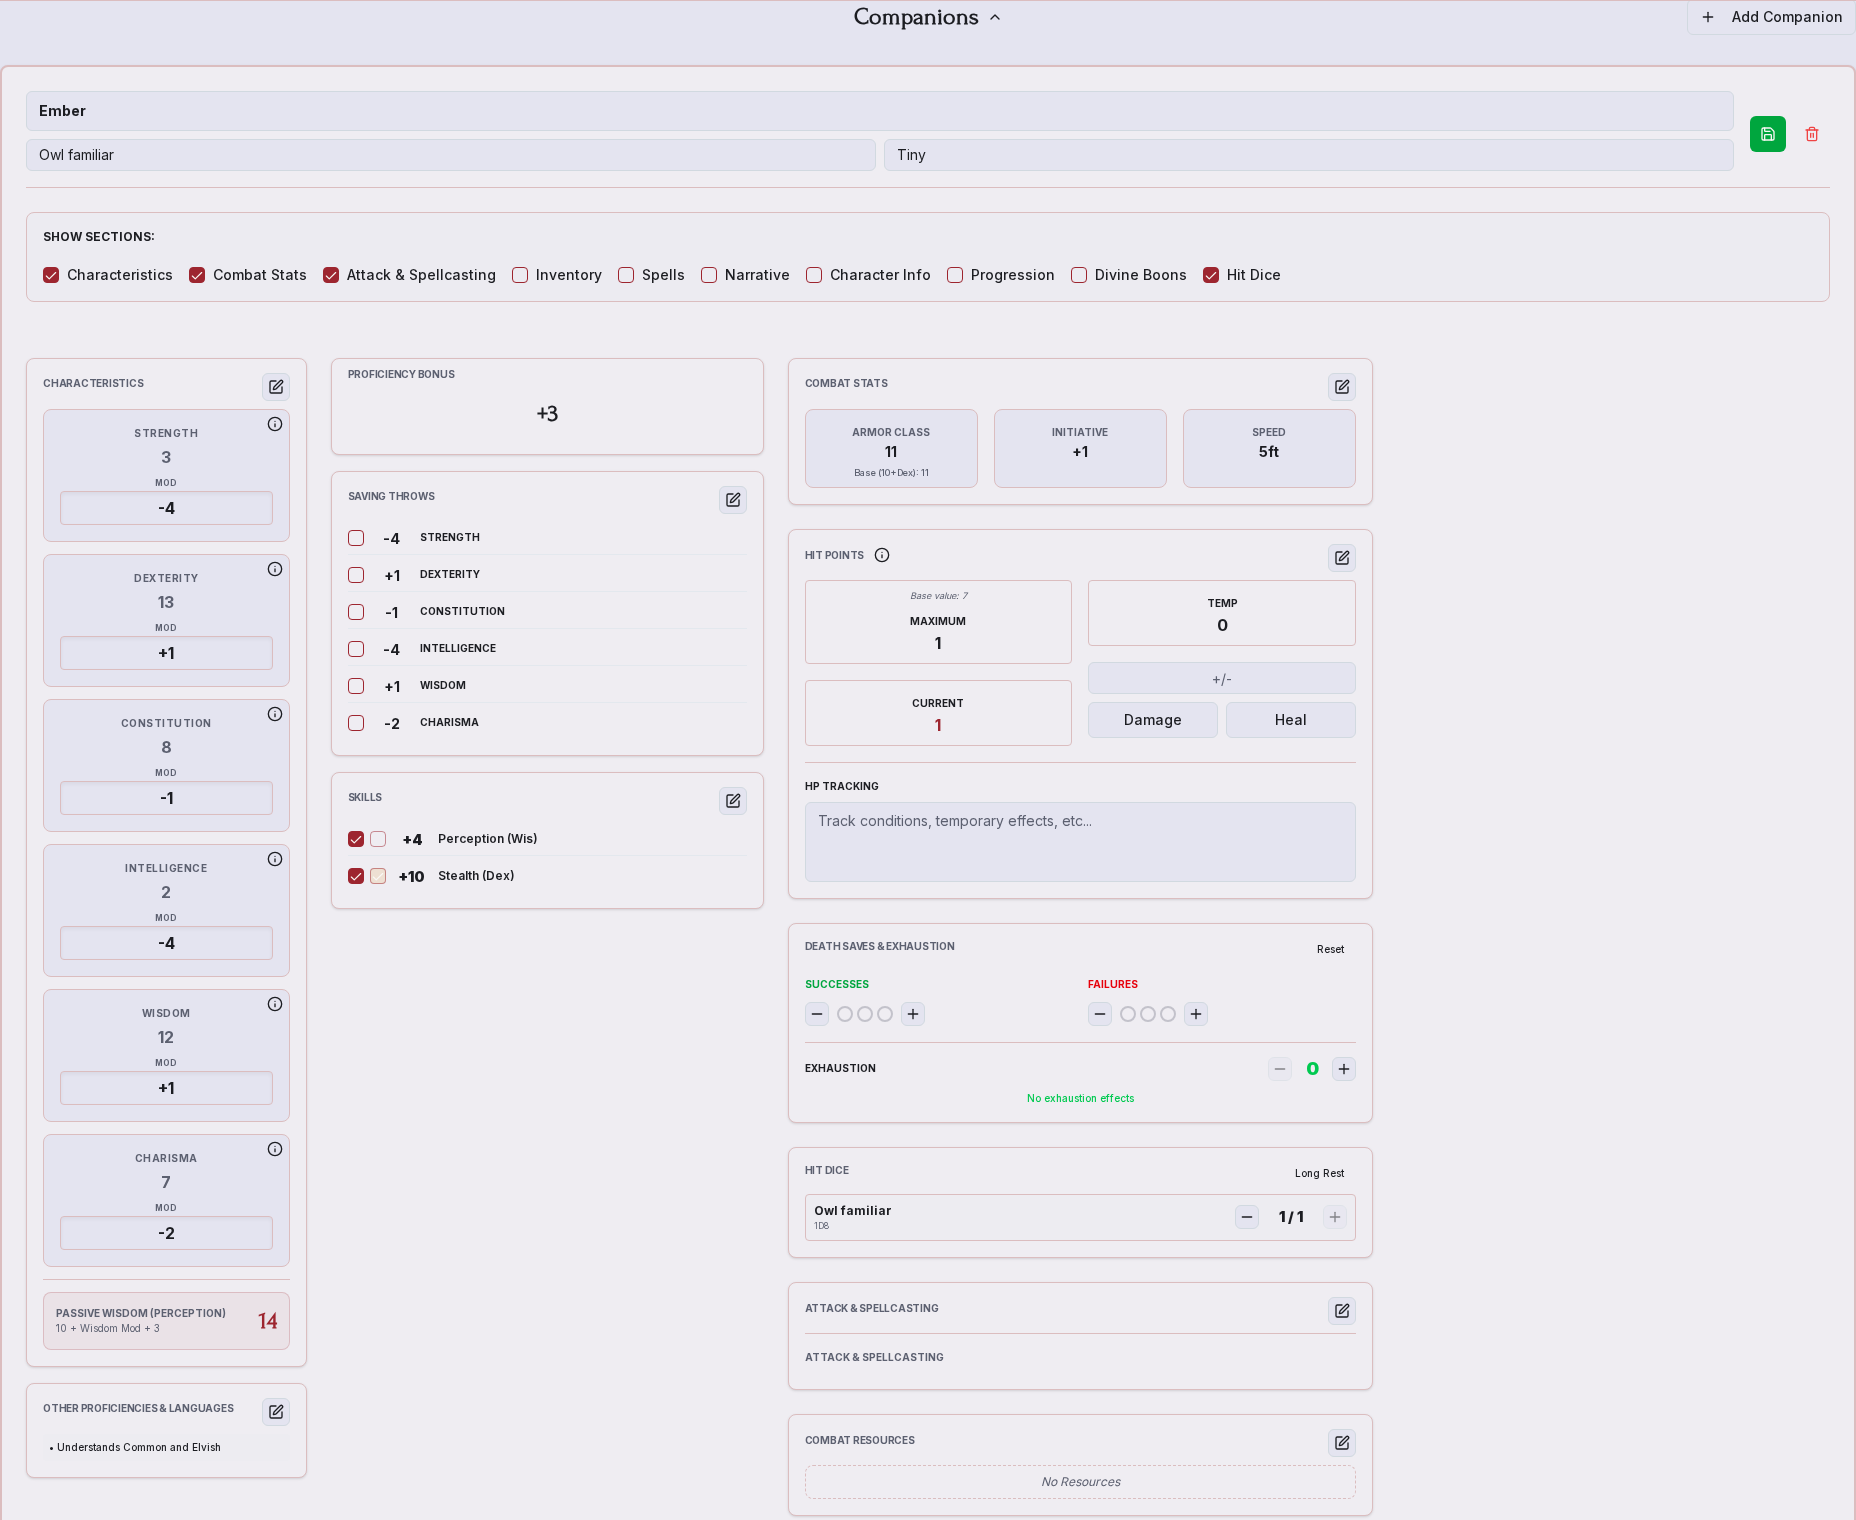 Companions
Add Companion
Ember
Owl familiar
Tiny
SHOW SECTIONS:
Characteristics
Combat Stats
Attack & Spellcasting
Inventory
Spells
Narrative
Character Info
Progression
Divine Boons
Hit Dice
CHARACTERISTICS
STRENGTH
3
MOD
-4
DEXTERITY
13
MOD
+1
CONSTITUTION
8
MOD
-1
INTELLIGENCE
2
MOD
-4
WISDOM
12
MOD
+1
CHARISMA
7
MOD
-2
PASSIVE WISDOM (PERCEPTION)
10 + Wisdom Mod + 3
14
OTHER PROFICIENCIES & LANGUAGES
• Understands Common and Elvish
PROFICIENCY BONUS
+3
SAVING THROWS
-4 STRENGTH
+1 DEXTERITY
-1 CONSTITUTION
-4 INTELLIGENCE
+1 WISDOM
-2 CHARISMA
SKILLS
+4 Perception (Wis)
+10 Stealth (Dex)
COMBAT STATS
ARMOR CLASS
11
Base (10+Dex): 11
INITIATIVE
+1
SPEED
5ft
HIT POINTS
Base value: 7
MAXIMUM
1
CURRENT
1
TEMP
0
+/-
Damage
Heal
HP TRACKING
Track conditions, temporary effects, etc...
DEATH SAVES & EXHAUSTION
Reset
SUCCESSES
FAILURES
EXHAUSTION
0
No exhaustion effects
HIT DICE
Long Rest
Owl familiar
1D8
1 / 1
ATTACK & SPELLCASTING
ATTACK & SPELLCASTING
COMBAT RESOURCES
No Resources